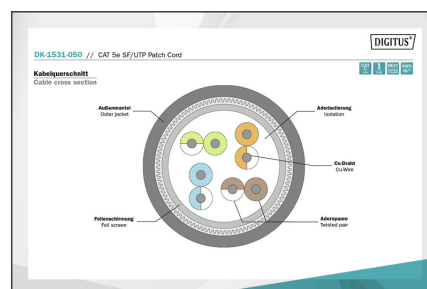 DIGITUS®
DK-1531-050 // CAT 5e SF/UTP Patch Cord
Kabelquerschnitt
Cable cross section
Außenmantel
Outer jacket
Aderisolierung
Isolation
Cu-Draht
Cu-Wire
Folienschirmung
Foil screen
Aderspaare
Twisted pair